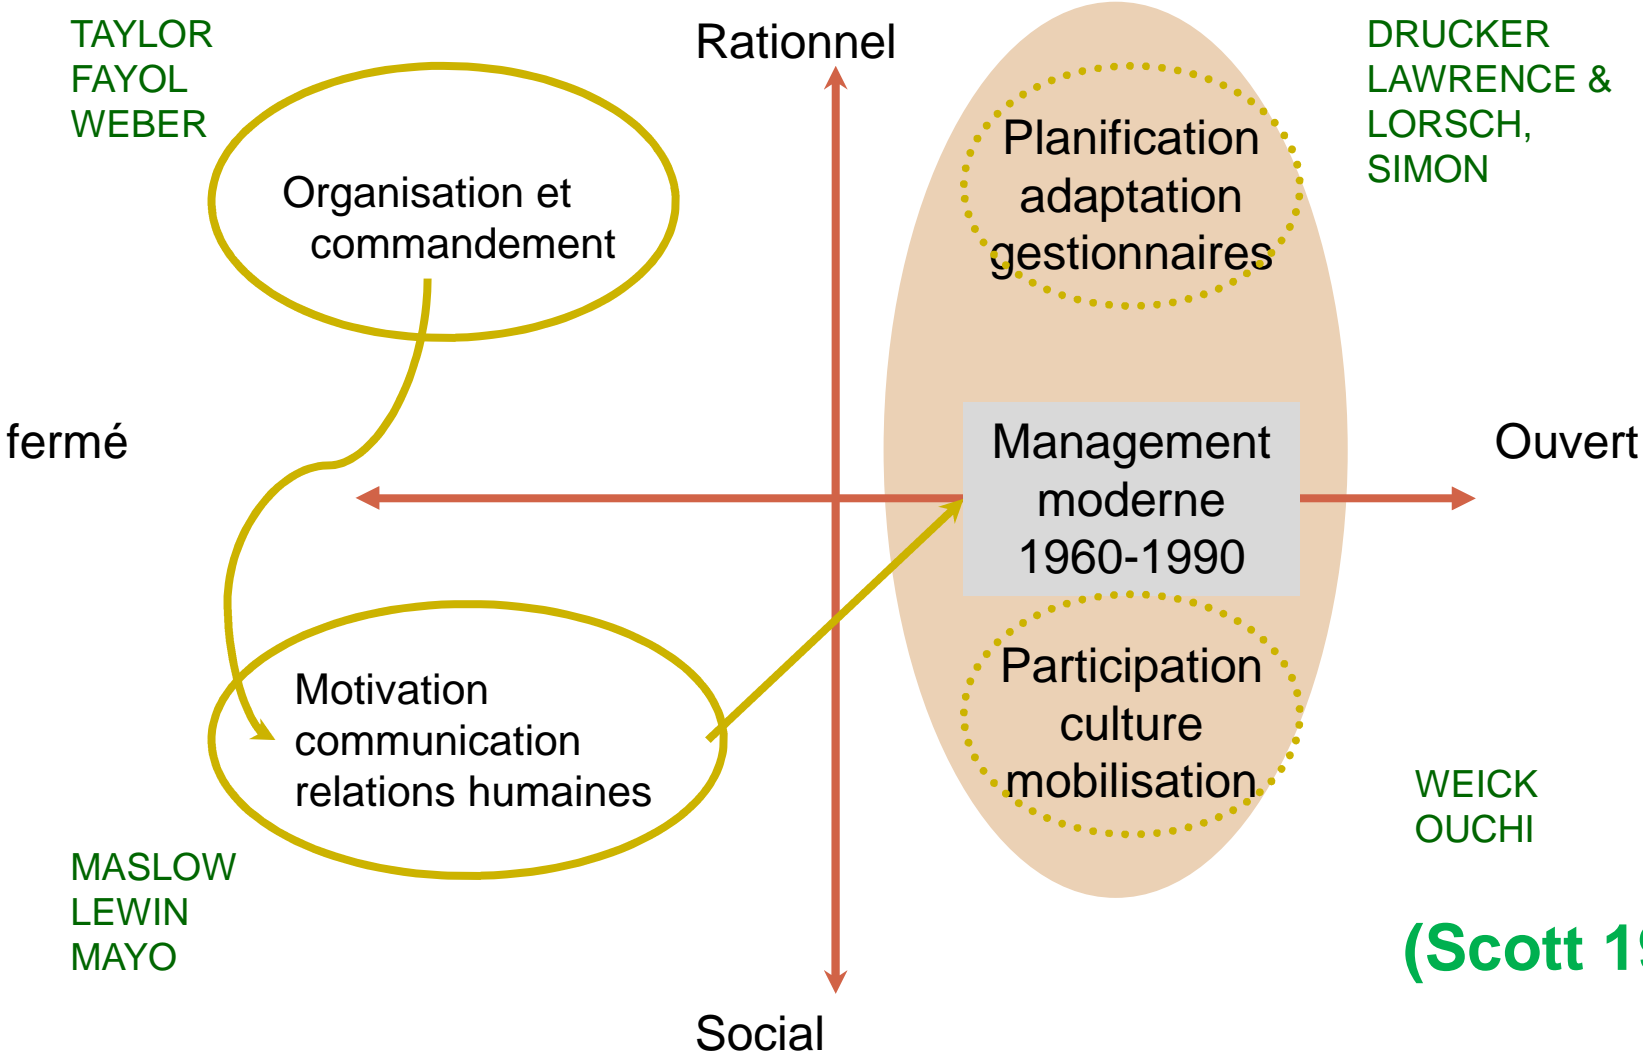 TAYLOR
FAYOL
WEBER
Rationnel
DRUCKER
LAWRENCE &
LORSCH,
SIMON
Organisation et
commandement
Planification
adaptation
gestionnaires
fermé
Management
moderne
1960-1990
Ouvert
Motivation
communication
relations humaines
Participation
culture
mobilisation
WEICK
OUCHI
MASLOW
LEWIN
MAYO
(Scott
Social